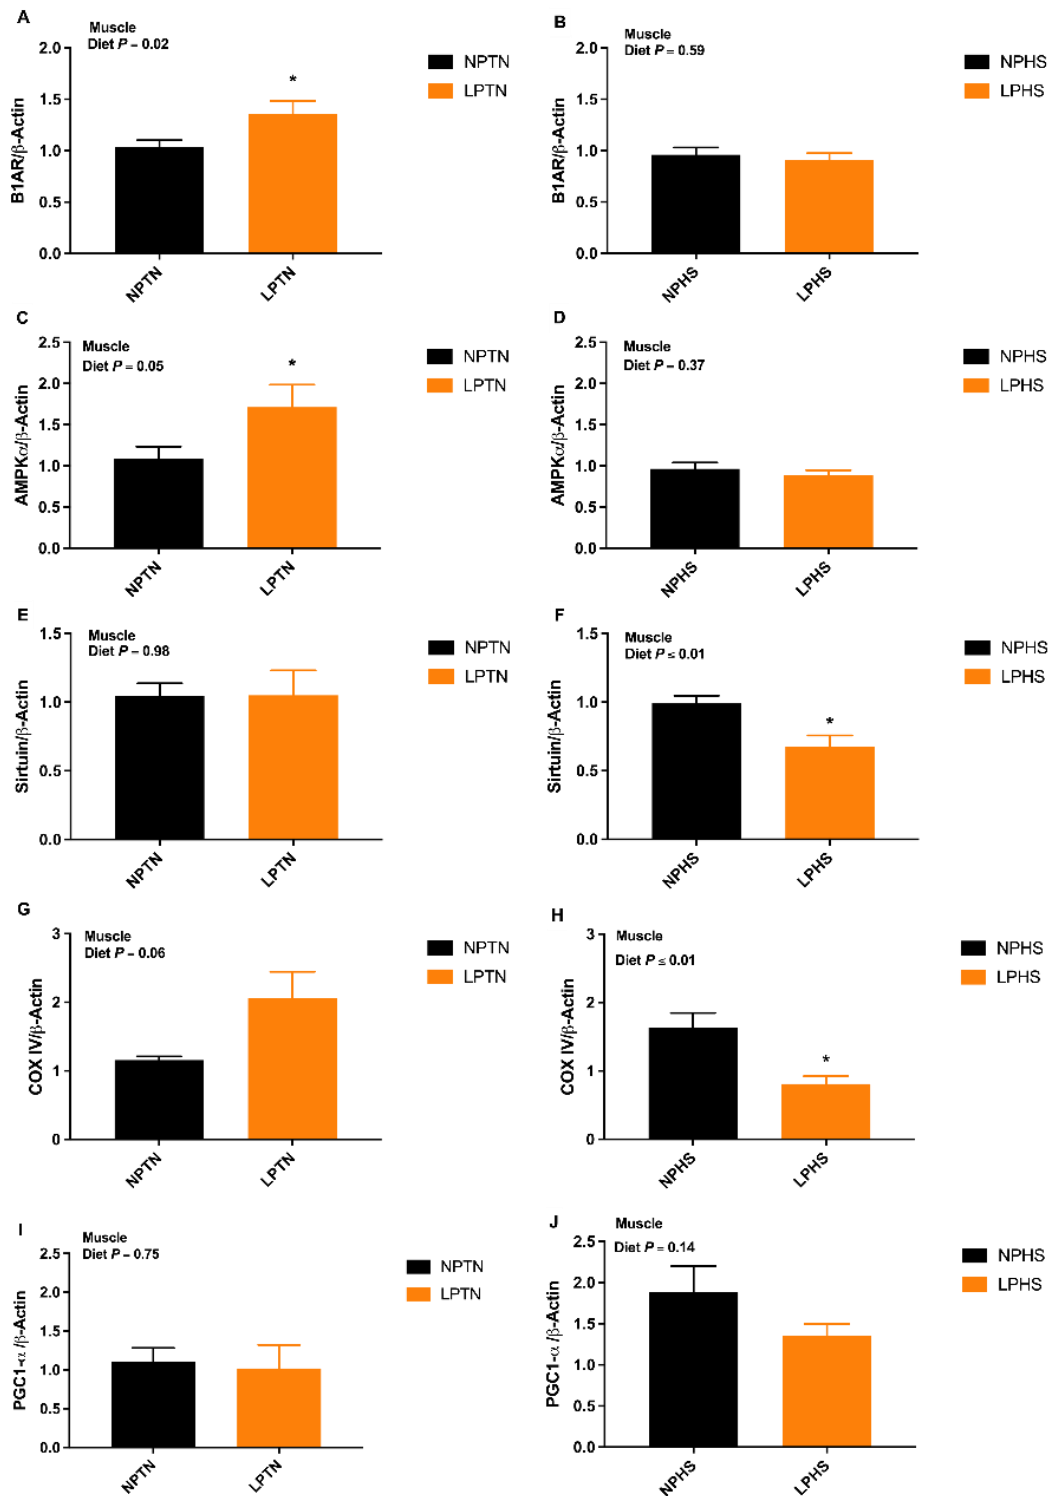 A
Muscle
Diet P – 0.02
2.0
1.5
1.0
0.5
0.0
B1AR/β-Actin
*
NPTN
LPTN
NPTN
LPTN
B
Muscle
Diet P = 0.59
2.0
1.5
1.0
0.5
0.0
B1AR/β-Actin
NPHS
LPHS
NPHS
LPHS
C
Muscle
Diet P = 0.05
2.5
2.0
1.5
1.0
0.5
0.0
AMPKα/β-Actin
*
NPTN
LPTN
NPTN
LPTN
D
Muscle
Diet P – 0.37
2.5
2.0
1.5
1.0
0.5
0.0
AMPKα/β-Actin
NPHS
LPHS
NPHS
LPHS
E
Muscle
Diet P – 0.98
1.5
1.0
0.5
0.0
Sirtuin/β-Actin
NPTN
LPTN
NPTN
LPTN
F
Muscle
Diet P ≤ 0.01
1.5
1.0
0.5
0.0
Sirtuin/β-Actin
*
NPHS
LPHS
NPHS
LPHS
G
Muscle
Diet P – 0.06
3
2
1
0
COX IV/β-Actin
NPTN
LPTN
NPTN
LPTN
H
Muscle
Diet P ≤ 0.01
3
2
1
0
COX IV/β-Actin
*
NPHS
LPHS
NPHS
LPHS
I
Muscle
Diet P – 0.75
2.5
2.0
1.5
1.0
0.5
0.0
PGC1-α /β-Actin
NPTN
LPTN
NPTN
LPTN
J
Muscle
Diet P = 0.14
2.5
2.0
1.5
1.0
0.5
0.0
PGC1-α /β-Actin
NPHS
LPHS
NPHS
LPHS